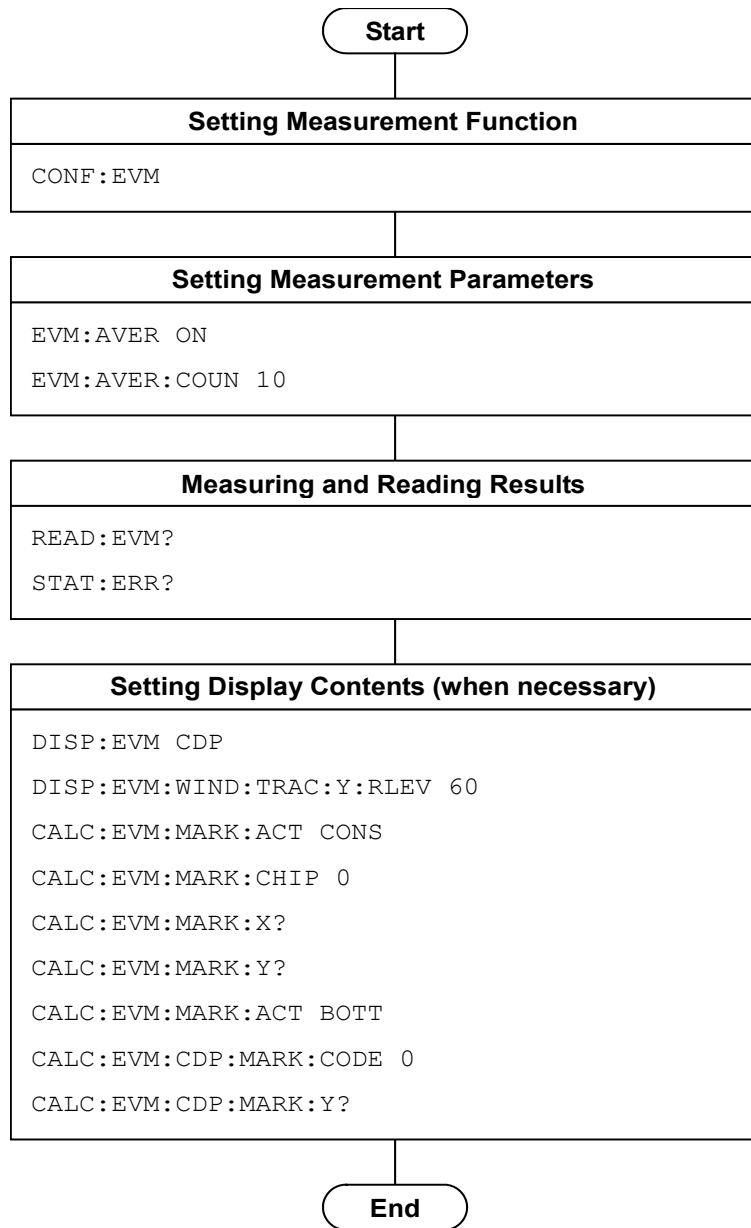 Start
Setting Measurement Function
CONF:EVM
Setting Measurement Parameters
EVM:AVER ON
EVM:AVER:COUN 10
Measuring and Reading Results
READ:EVM?
STAT:ERR?
Setting Display Contents (when necessary)
DISP:EVM CDP
DISP:EVM:WIND:TRAC:Y:RLEV 60
CALC:EVM:MARK:ACT CONS
CALC:EVM:MARK:CHIP 0
CALC:EVM:MARK:X?
CALC:EVM:MARK:Y?
CALC:EVM:MARK:ACT BOTT
CALC:EVM:CDP:MARK:CODE 0
CALC:EVM:CDP:MARK:Y?
End